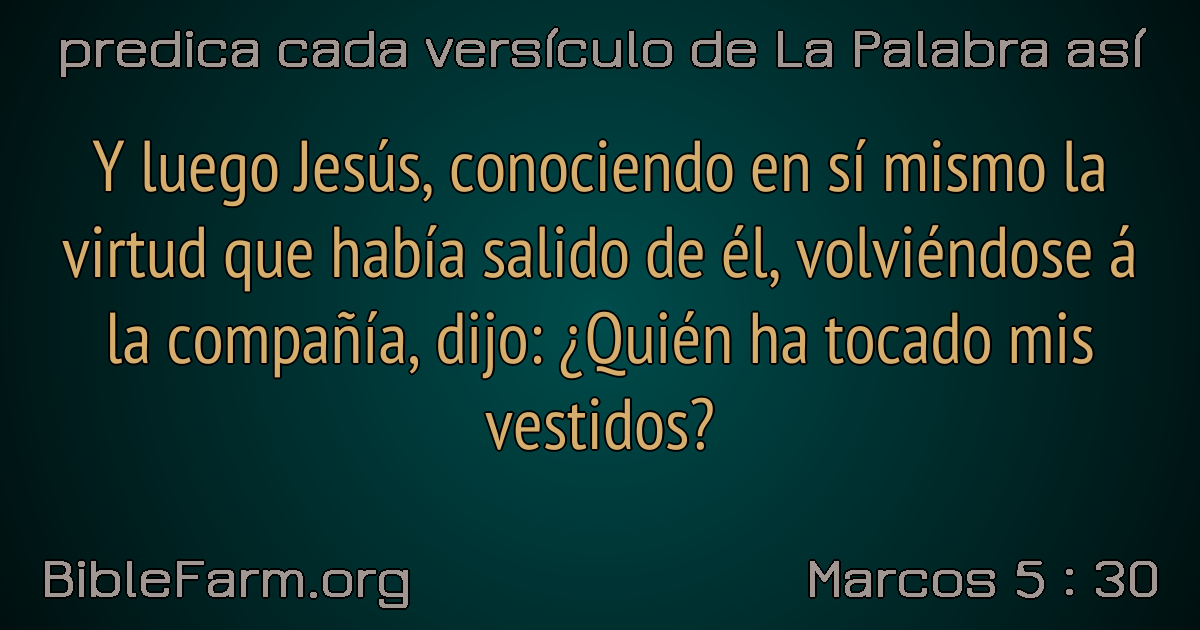 predica cada versículo de La Palabra así
Y luego Jesús, conociendo en sí mismo la
virtud que había salido de él, volviéndose á
la compañía, dijo: ¿Quién ha tocado mis
vestidos?
BibleFarm.org
Marcos 5 : 30